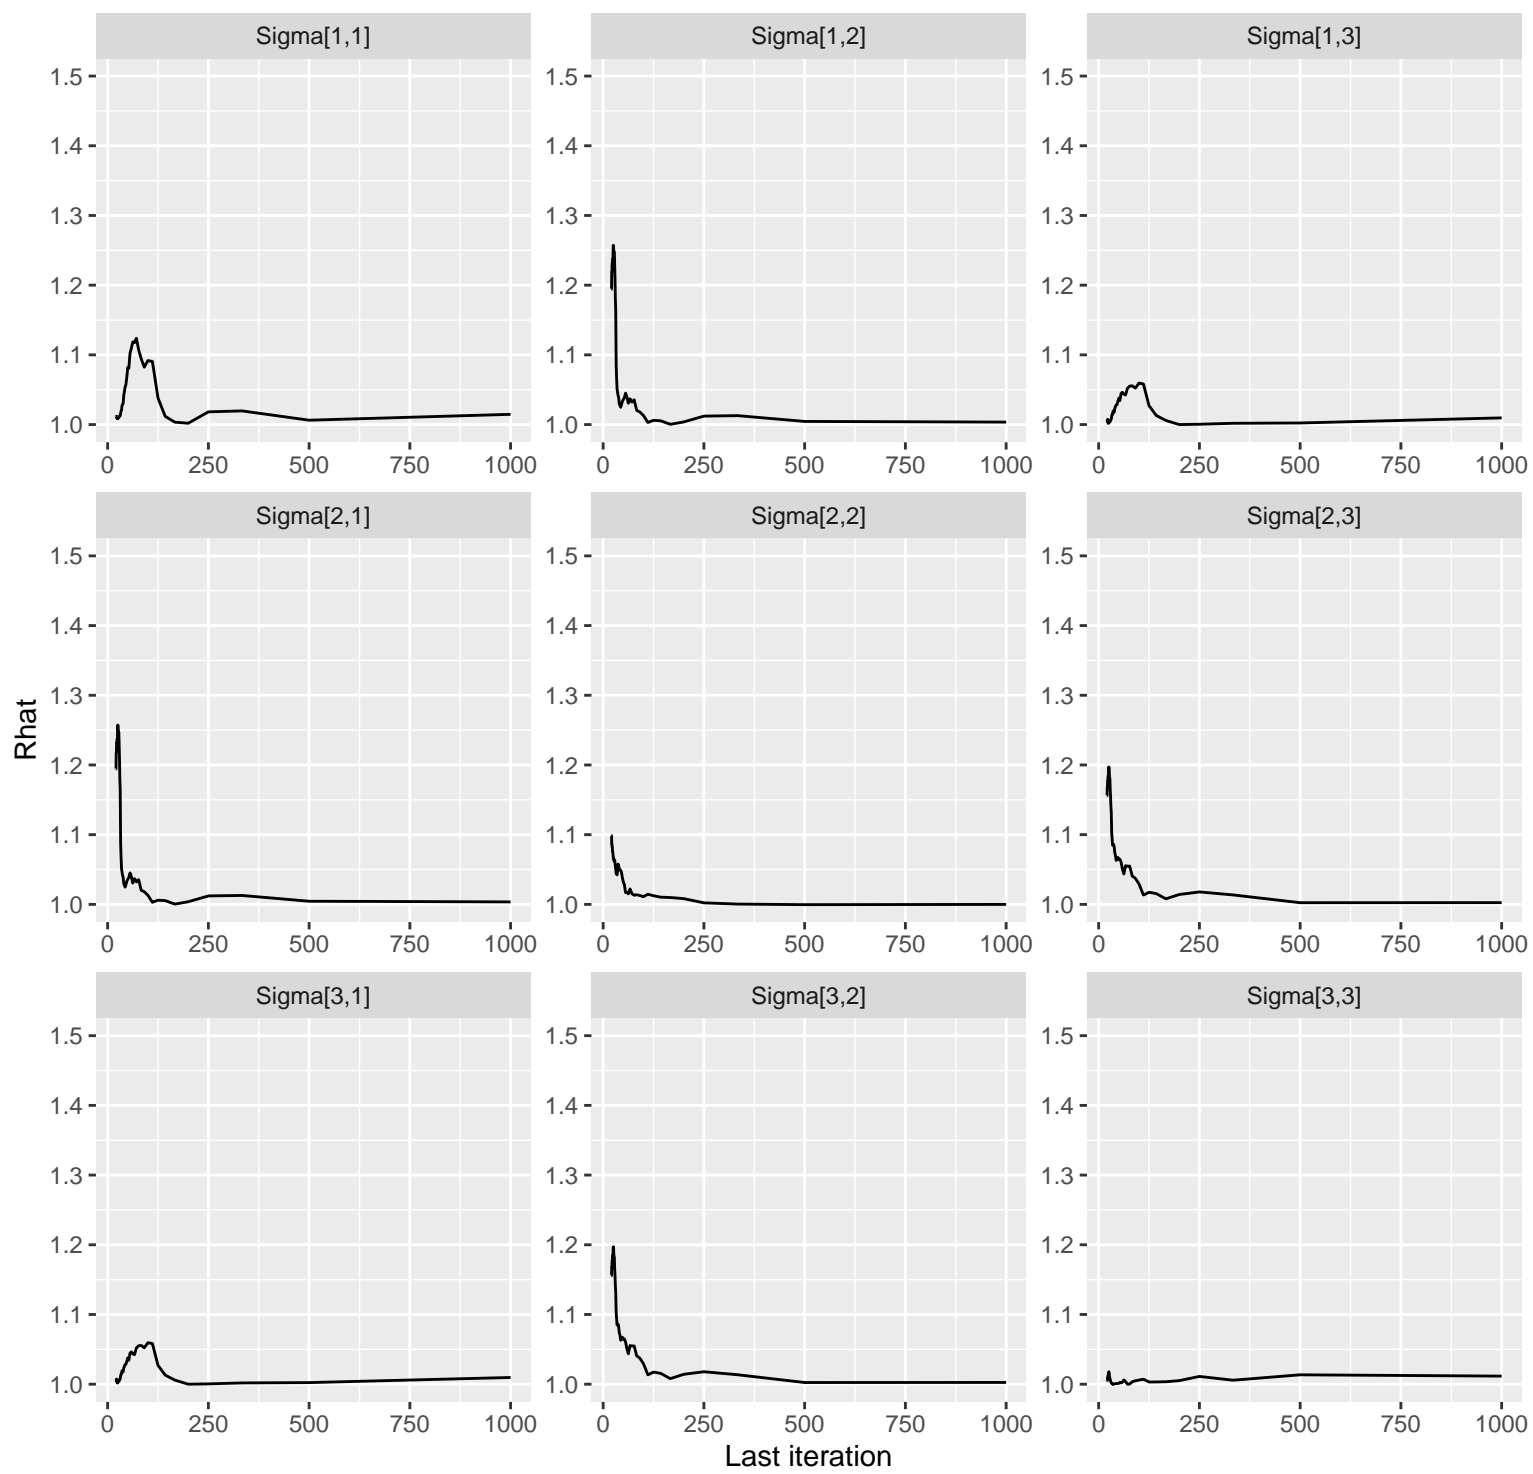 Sigma[1,1] Sigma[1,2] Sigma[1,3]
1.5 1.5 1.5
1.4 1.4 1.4
1.3 1.3 1.3
1.2 1.2 1.2
1.1 1.1 1.1
1.0 1.0 1.0
0 250 500 750 1000 0 250 500 750 1000 0 250 500 750 1000
Sigma[2,1] Sigma[2,2] Sigma[2,3]
1.5 1.5 1.5
1.4 1.4 1.4
1.3 1.3 1.3
Rhat
1.2 1.2 1.2
1.1 1.1 1.1
1.0 1.0 1.0
0 250 500 750 1000 0 250 500 750 1000 0 250 500 750 1000
Sigma[3,1] Sigma[3,2] Sigma[3,3]
1.5 1.5 1.5
1.4 1.4 1.4
1.3 1.3 1.3
1.2 1.2 1.2
1.1 1.1 1.1
1.0 1.0 1.0
0 250 500 750 1000 0 250 500 750 1000 0 250 500 750 1000
Last iteration